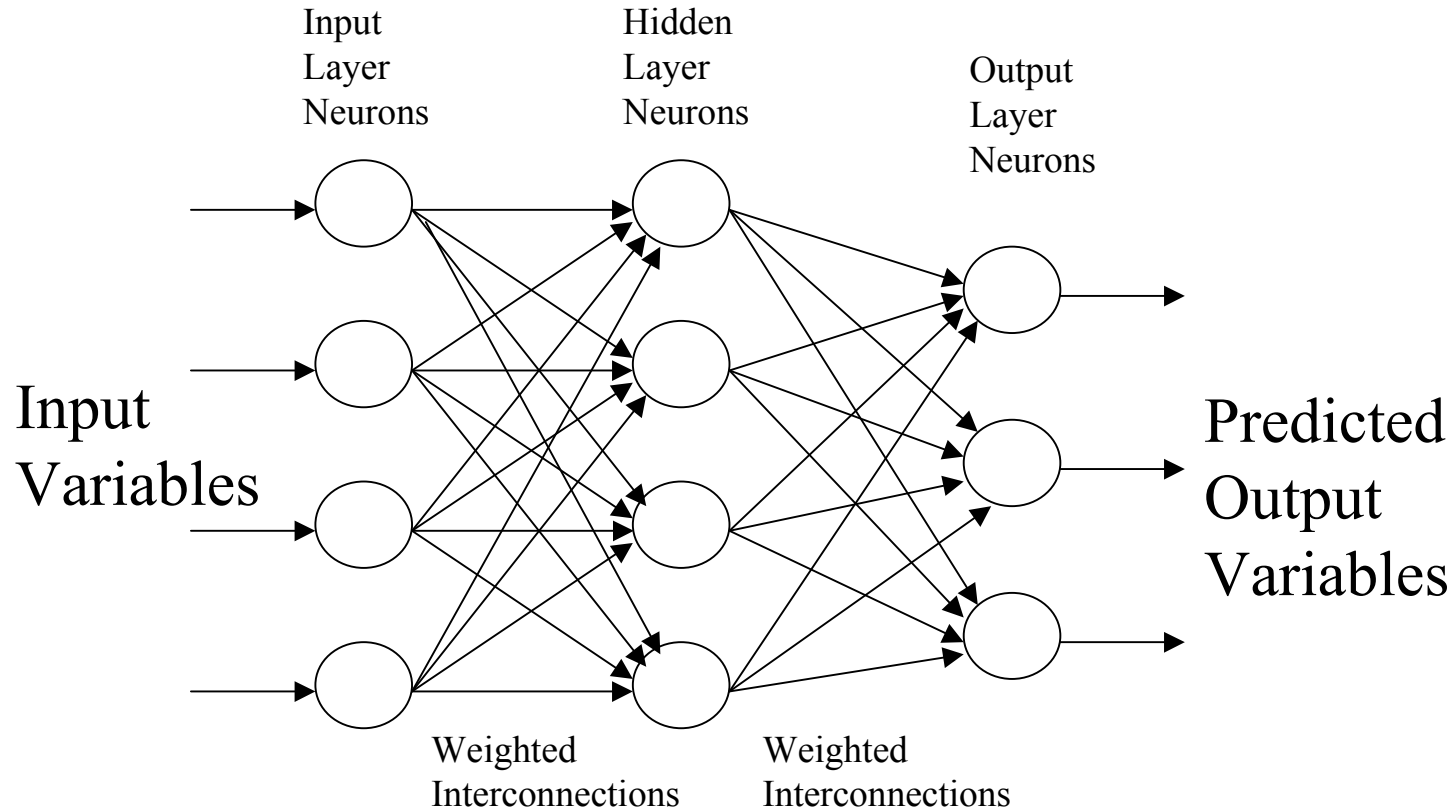 Input
Layer
Neurons
Hidden
Layer
Neurons
Output
Layer
Neurons
Input
Variables
Predicted
Output
Variables
Weighted
Interconnections
Weighted
Interconnections